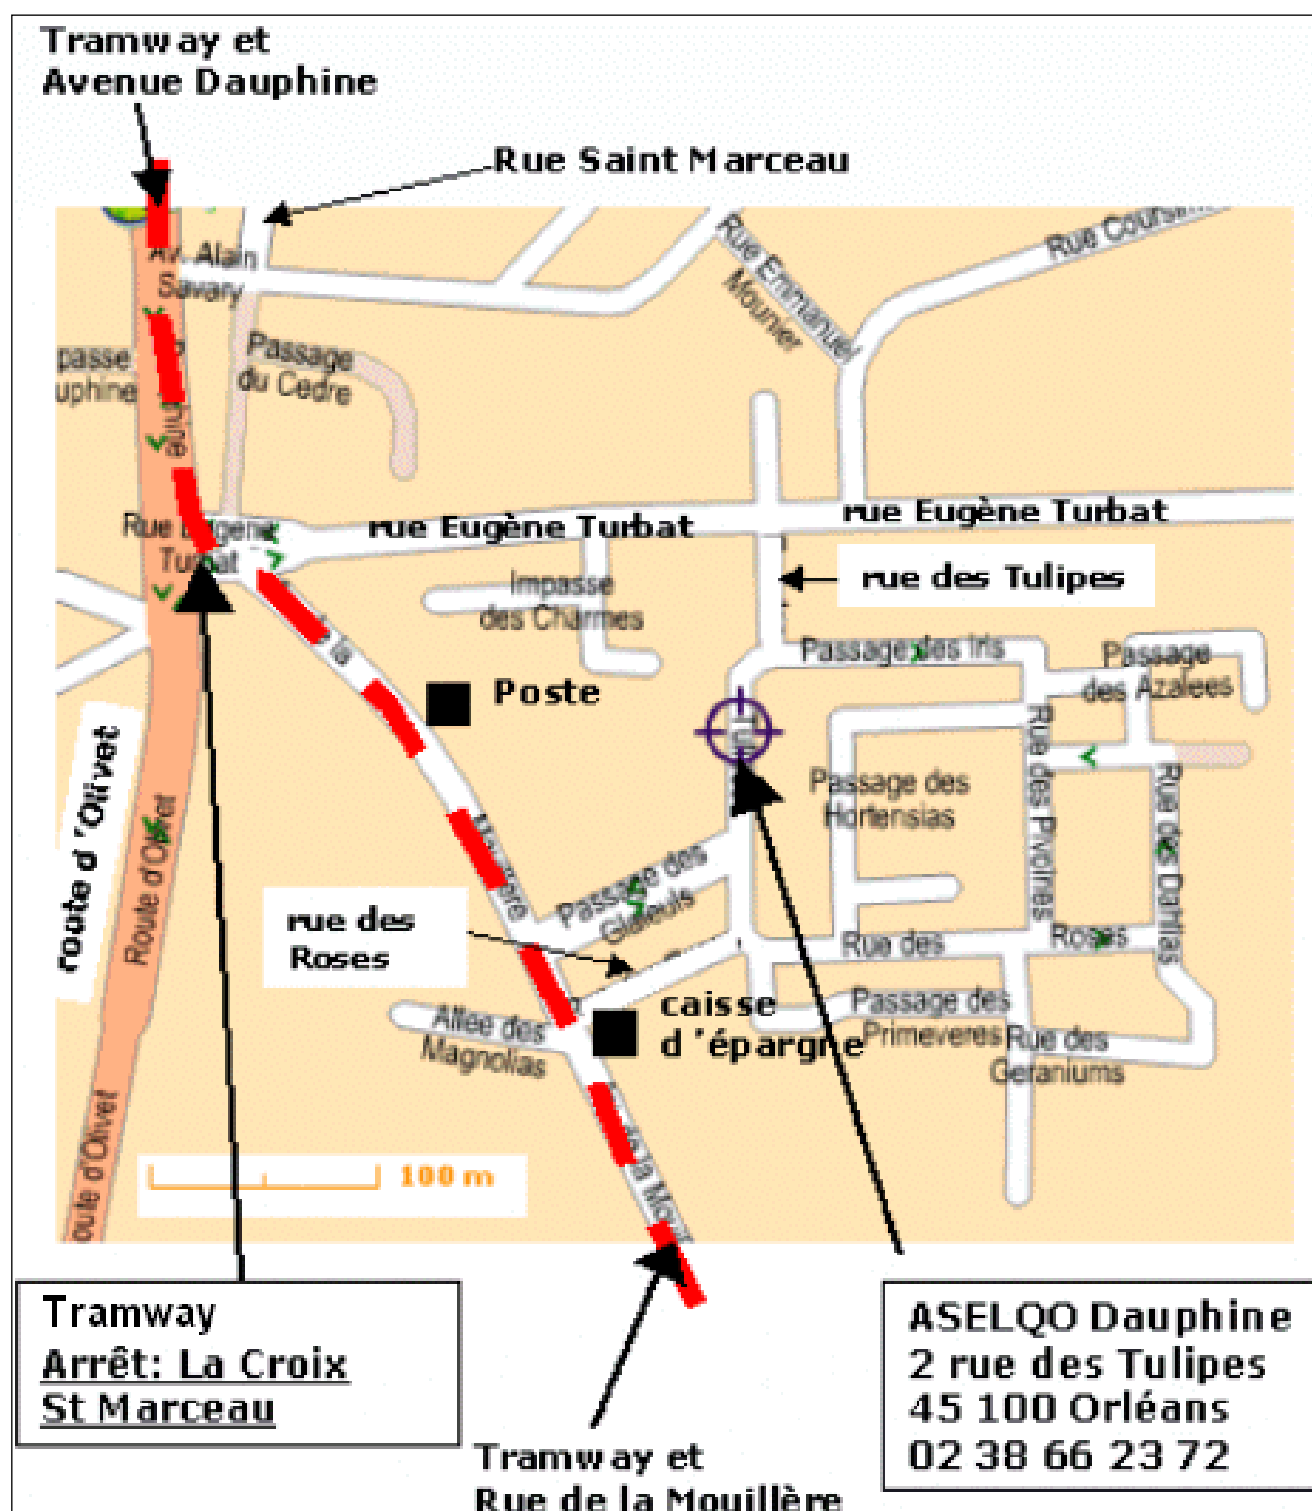 Tramway et
Avenue Dauphine
Rue Saint Marceau
Av. Alain
Savary
Rue Emmanuel
Mounier
passe
uphine
Passage
du Cedre
rue Eugène Turbat
rue Eugène Turbat
Turbat
Impasse
des Charmes
rue des Tulipes
Passage des Iris
Passage
des Azalees
Poste
Passage des
Hortensias
Rue des Pivoines
Rue des Dahlias
route d'Olivet
Route d'Olivet
Passage des
Glaieuls
rue des
Roses
Rue des
Roses
Allee des
Magnolias
caisse
d'épargne
Passage des
Primeveres
Rue des
Geraniums
oute d'Olivet
100 m
Tramway
Arrêt: La Croix
St Marceau
Tramway et
Rue de la Mouillère
ASELQO Dauphine
2 rue des Tulipes
45 100 Orléans
02 38 66 23 72